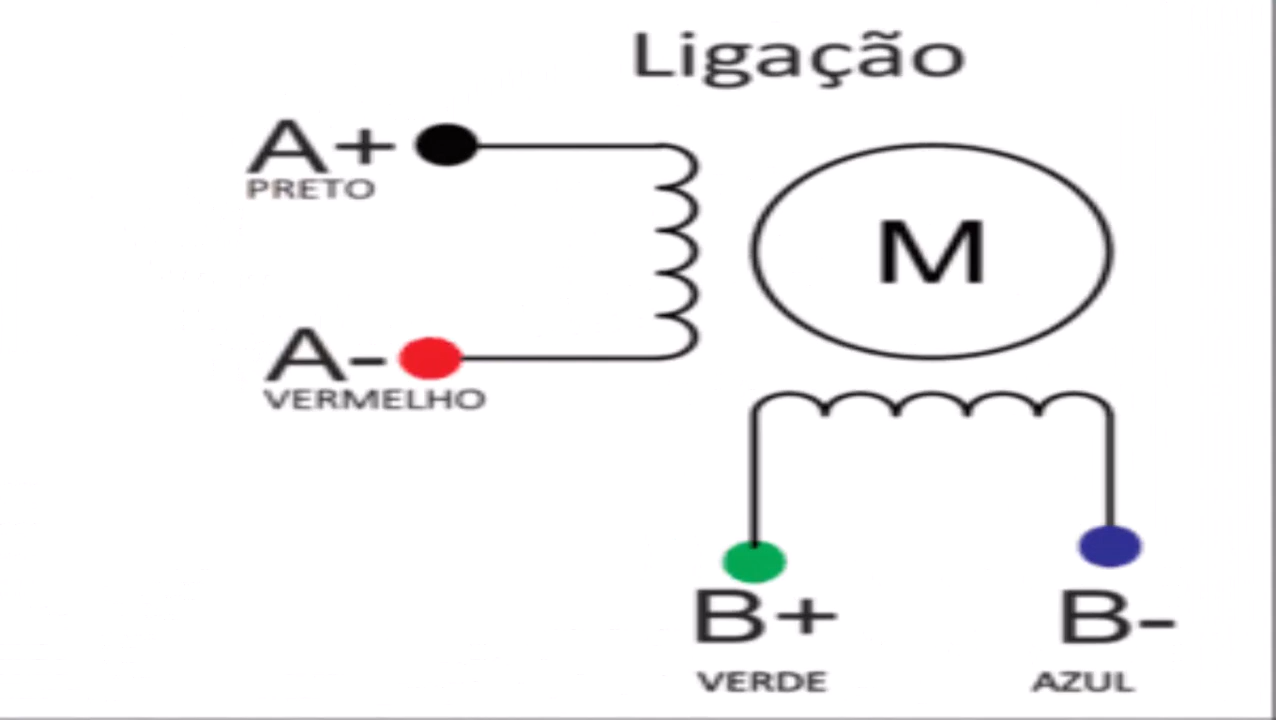 Ligação
A+
PRETO
M
A-
VERMELHO
B+
B-
VERDE
AZUL